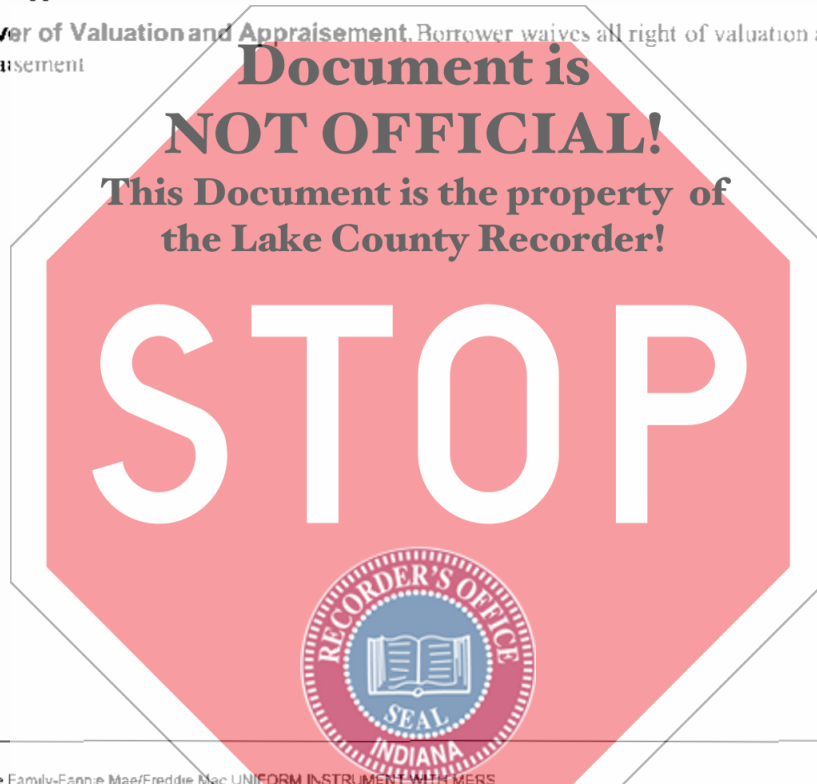 ver of Valuation and Appraisement. Borrower waives all right of valuation
aisement
Document is
NOT OFFICIAL!
This Document is the property of
the Lake County Recorder!
STOP
RECORDER'S OFFICE
SEAL
INDIANA
Family-Fannie Mae/Freddie Mac UNIFORM INSTRUMENT WITH MERS